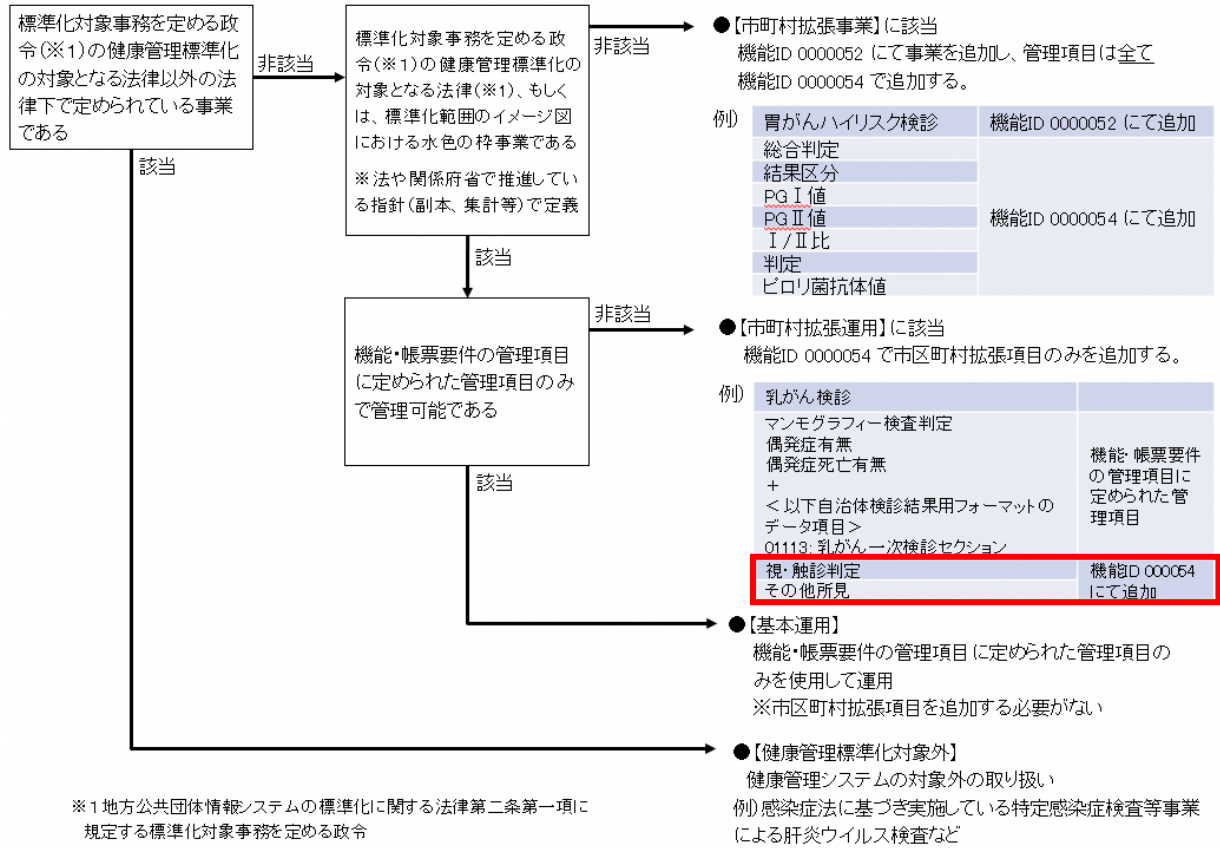 標準化対象事務を定める政
令(※1)の健康管理標準化
の対象となる法律以外の法
律下で定められている事業
である
非該当
該当
標準化対象事務を定める政
令(※1)の健康管理標準化の
対象となる法律(※1)、もしく
は、標準化範囲のイメージ図
における水色の枠事業である
※法や関係府省で推進してい
る指針(副本、集計等)で定義
非該当
該当
●【市町村拡張事業】に該当
機能ID 0000052 にて事業を追加し、管理項目は全て
機能ID 0000054 で追加する。
例)
胃がんハイリスク検診 機能ID 0000052 にて追加
総合判定
結果区分
PGⅠ値
PGⅡ値 機能ID 0000054 にて追加
Ⅰ/Ⅱ比
判定
ピロリ菌抗体値
機能・帳票要件の管理項目
に定められた管理項目のみ
で管理可能である
非該当
該当
●【市町村拡張運用】に該当
機能ID 0000054 で市区町村拡張項目のみを追加する。
例)
乳がん検診
マンモグラフィー検査判定
偶発症有無
偶発症死亡有無
+
<以下自治体検診結果用フォーマットの
データ項目>
01113:乳がん一次検診セクション
機能・帳票要件
の管理項目に
定められた管
理項目
視・触診判定
その他所見
機能ID 000054
にて追加
●【基本運用】
機能・帳票要件の管理項目に定められた管理項目の
みを使用して運用
※市区町村拡張項目を追加する必要がない
●【健康管理標準化対象外】
健康管理システムの対象外の取り扱い
例)感染症法に基づき実施している特定感染症検査等事業
による肝炎ウイルス検査など
※1地方公共団体情報システムの標準化に関する法律第二条第一項に
規定する標準化対象事務を定める政令